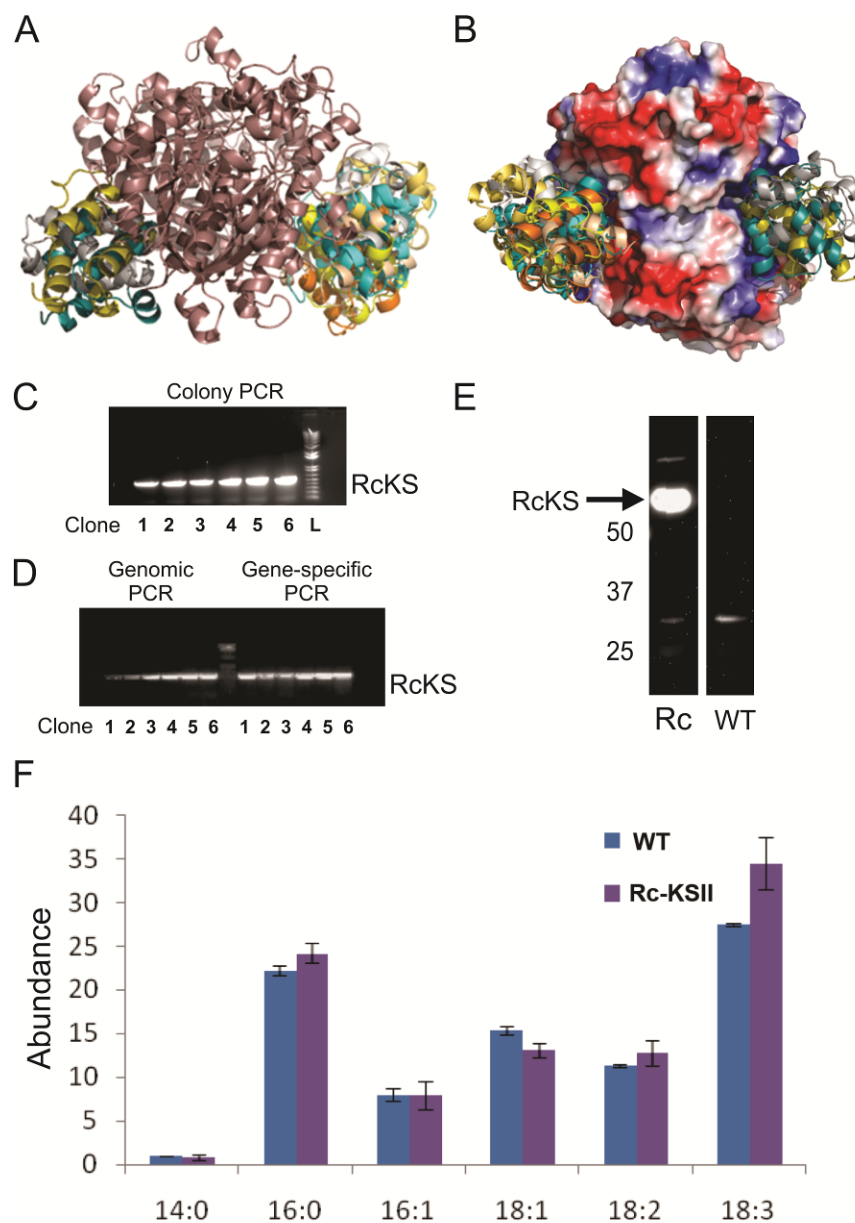 A
B
C
Colony PCR
RcKS
Clone 1 2 3 4 5 6 L
D
Genomic
PCR
Gene-specific
PCR
RcKS
Clone 1 2 3 4 5 6 1 2 3 4 5 6
E
RcKS
50
37
25
Rc WT
F
Abundance
40
35
30
25
20
15
10
5
0
WT
Rc-KSII
14:0 16:0 16:1 18:1 18:2 18:3